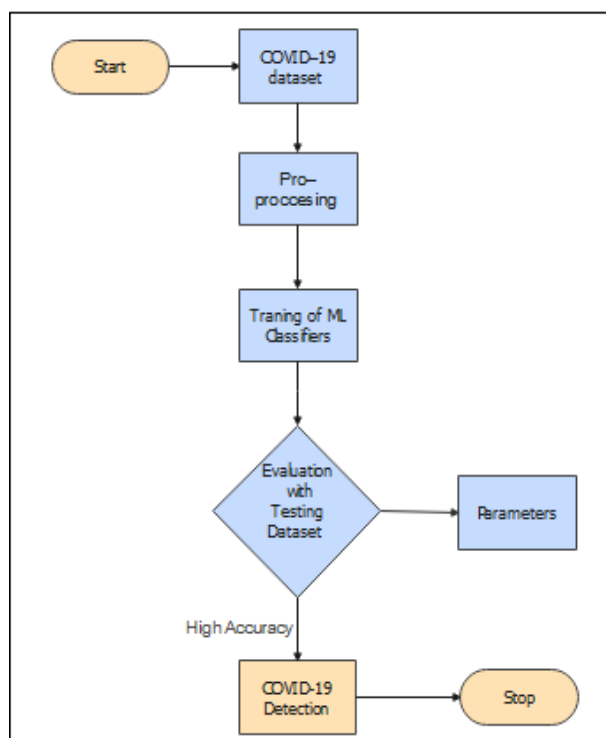 Start
COVID–19
dataset
Pro–
proccesing
Traning of ML
Classifiers
Evaluation
with
Testing
Dataset
Parameters
High Accuracy
COVID-19
Detection
Stop